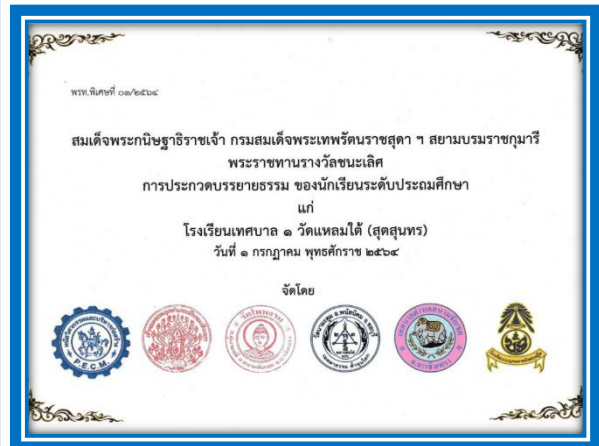 พรท.พิเศษที่ ๐๑/๒๕๖๔
สมเด็จพระกนิษฐาธิราชเจ้า กรมสมเด็จพระเทพรัตนราชสุดา ฯ สยามบรมราชกุมารี
พระราชทานรางวัลชนะเลิศ
การประกวดบรรยายธรรม ของนักเรียนระดับประถมศึกษา
แก่
โรงเรียนเทศบาล ๑ วัดแหลมใต้ (สุตสุนทร)
วันที่ ๑ กรกฎาคม พุทธศักราช ๒๕๖๔
จัดโดย
P.E.C.M.